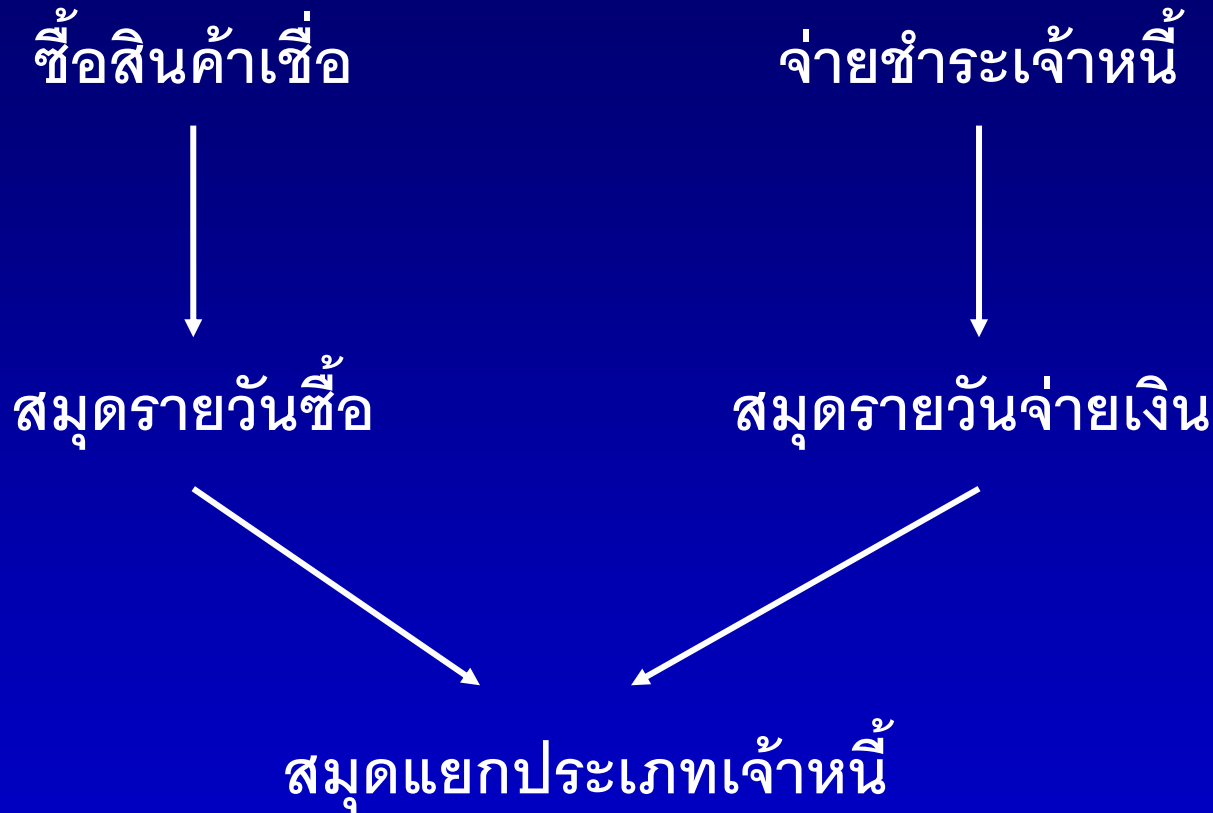 ซื้อสินค้าเชื่อ
จ่ายชำระเจ้าหนี้
สมุดรายวันซื้อ
สมุดรายวันจ่ายเงิน
สมุดแยกประเภทเจ้าหนี้